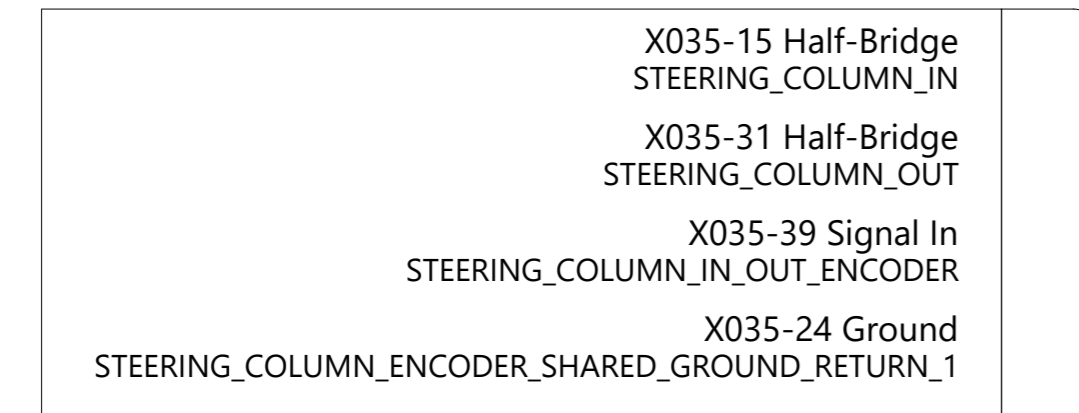 X035-15 Half-Bridge
STEERING_COLUMN_IN
X035-31 Half-Bridge
STEERING_COLUMN_OUT
X035-39 Signal In
STEERING_COLUMN_IN_OUT_ENCODER
X035-24 Ground
STEERING_COLUMN_ENCODER_SHARED_GROUND_RETURN_1